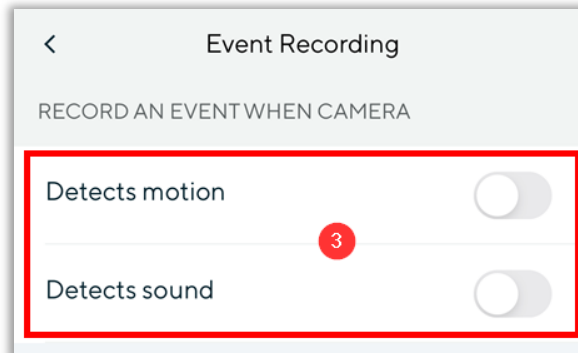 Event Recording
RECORD AN EVENT WHEN CAMERA
Detects motion
3
Detects sound